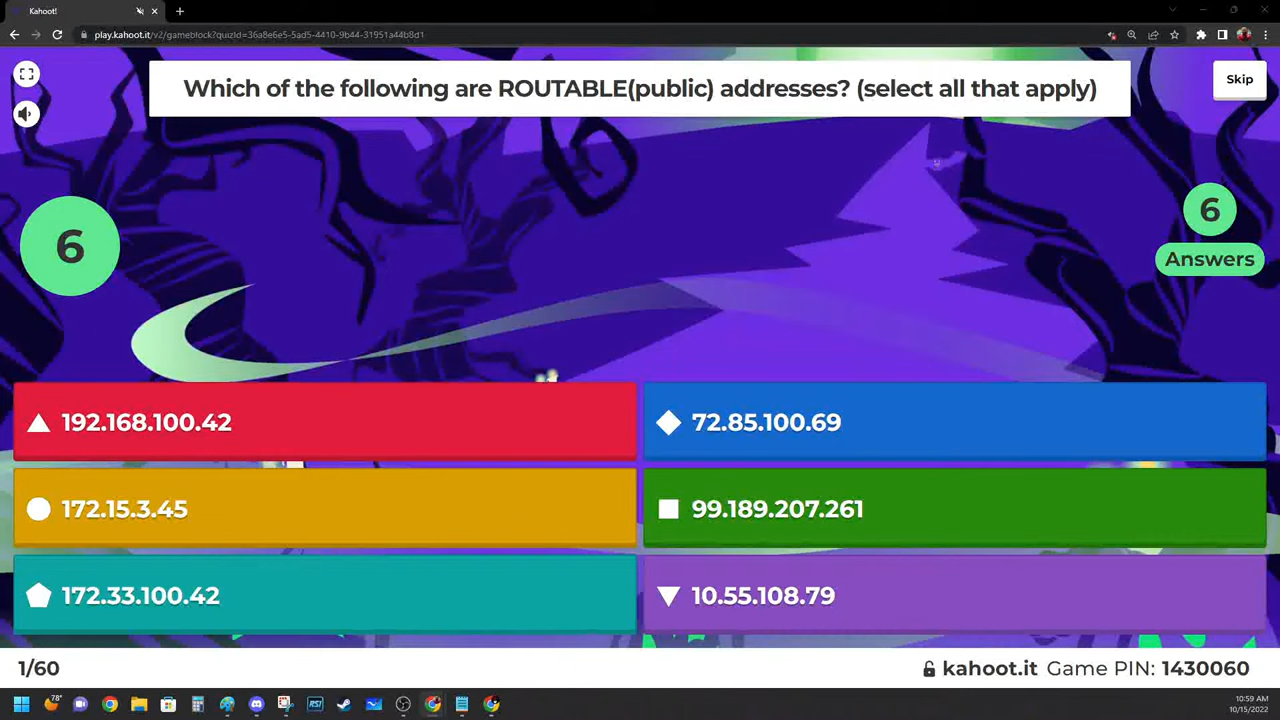 Kahoot!
play.kahoot.it/v2/gameblock?quizId=36a8e6e5-5ad5-4410-9b44-31951a44b8d1
Which of the following are ROUTABLE(public) addresses? (select all that apply)
Skip
6
6
Answers
192.168.100.42
72.85.100.69
172.15.3.45
99.189.207.261
172.33.100.42
10.55.108.79
1/60
kahoot.it Game PIN: 1430060
78°
RSI
10:59 AM
10/15/2022